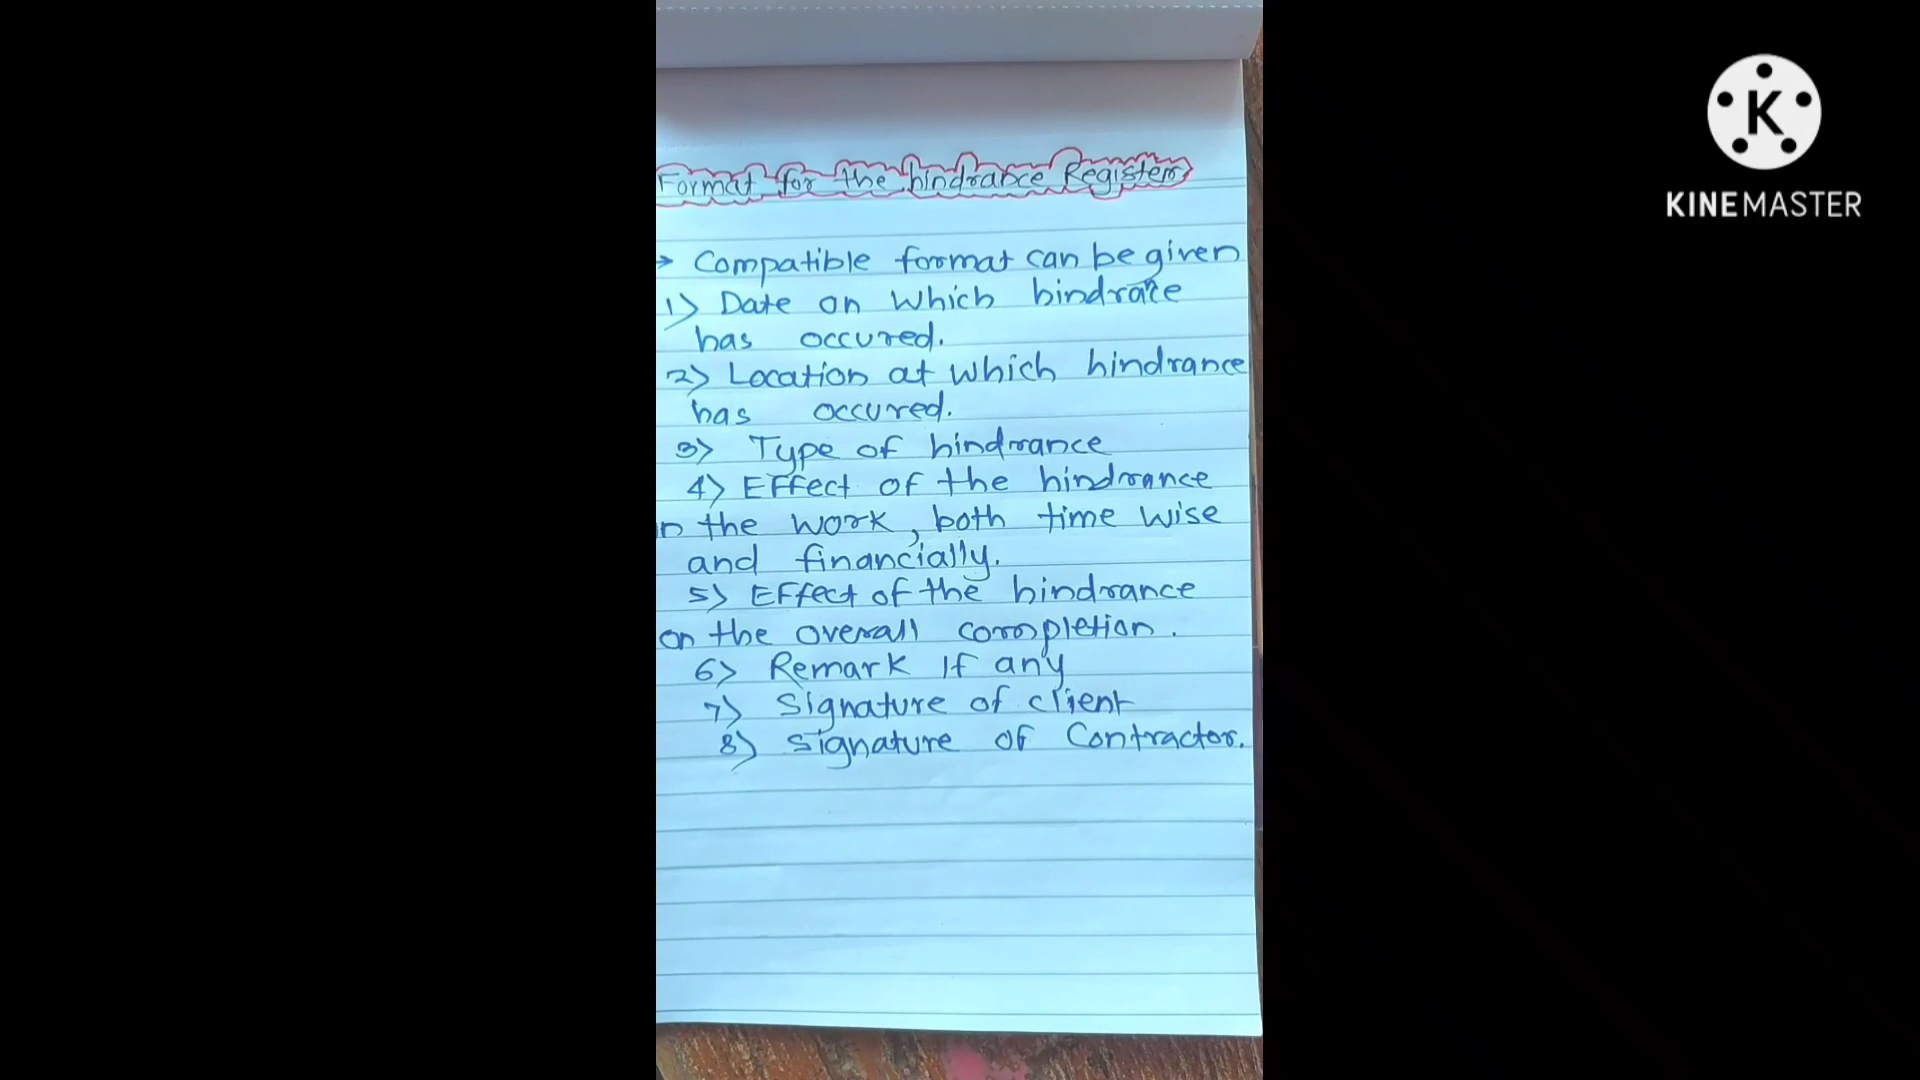 Format for the hindrance Register
→ Compatible format can be given
1) Date on which hindrance
has occured.
2) Location at which hindrance
has occured.
3) Type of hindrance
4) Effect of the hindrance
n the work, both time wise
and financially.
5) Effect of the hindrance
on the overall completion.
6) Remark if any
7) Signature of client
8) Signature of Contractor.
K
KINEMASTER